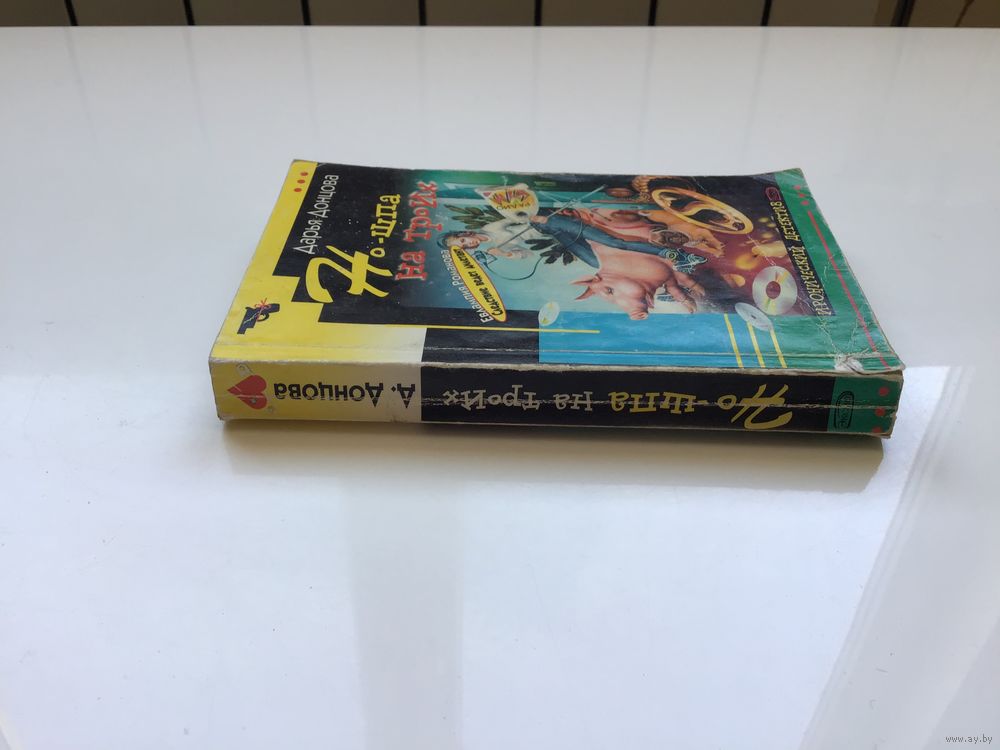 Дарья Донцова
Но-шпа
на троих
Евлампия Романова
Следствие ведет дилетант
ИРОНИЧЕСКИЙ ДЕТЕКТИВ
Д. Донцова
Но-шпа на троих
www.ay.by